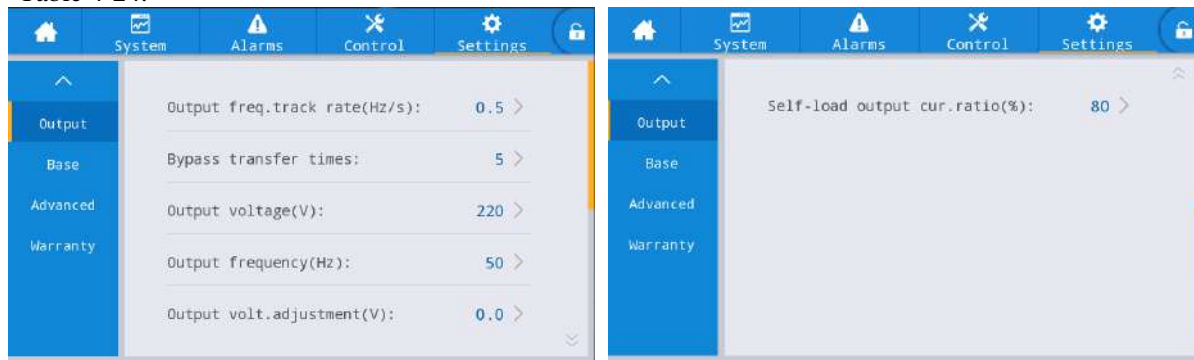 System Alarms Control Settings
Output
Base
Advanced
Warranty
Output freq.track rate(Hz/s): 0.5
Bypass transfer times: 5
Output voltage(V): 220
Output frequency(Hz): 50
Output volt.adjustment(V): 0.0
System Alarms Control Settings
Output
Base
Advanced
Warranty
Self-load output cur.ratio(%): 80